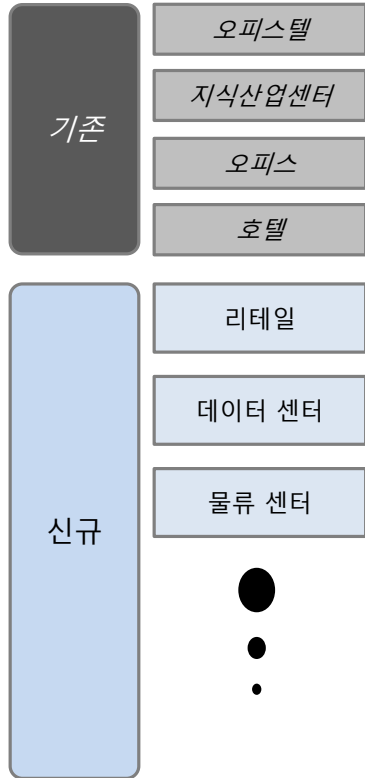 기존
오피스텔
지식산업센터
오피스
호텔
신규
리테일
데이터 센터
물류 센터